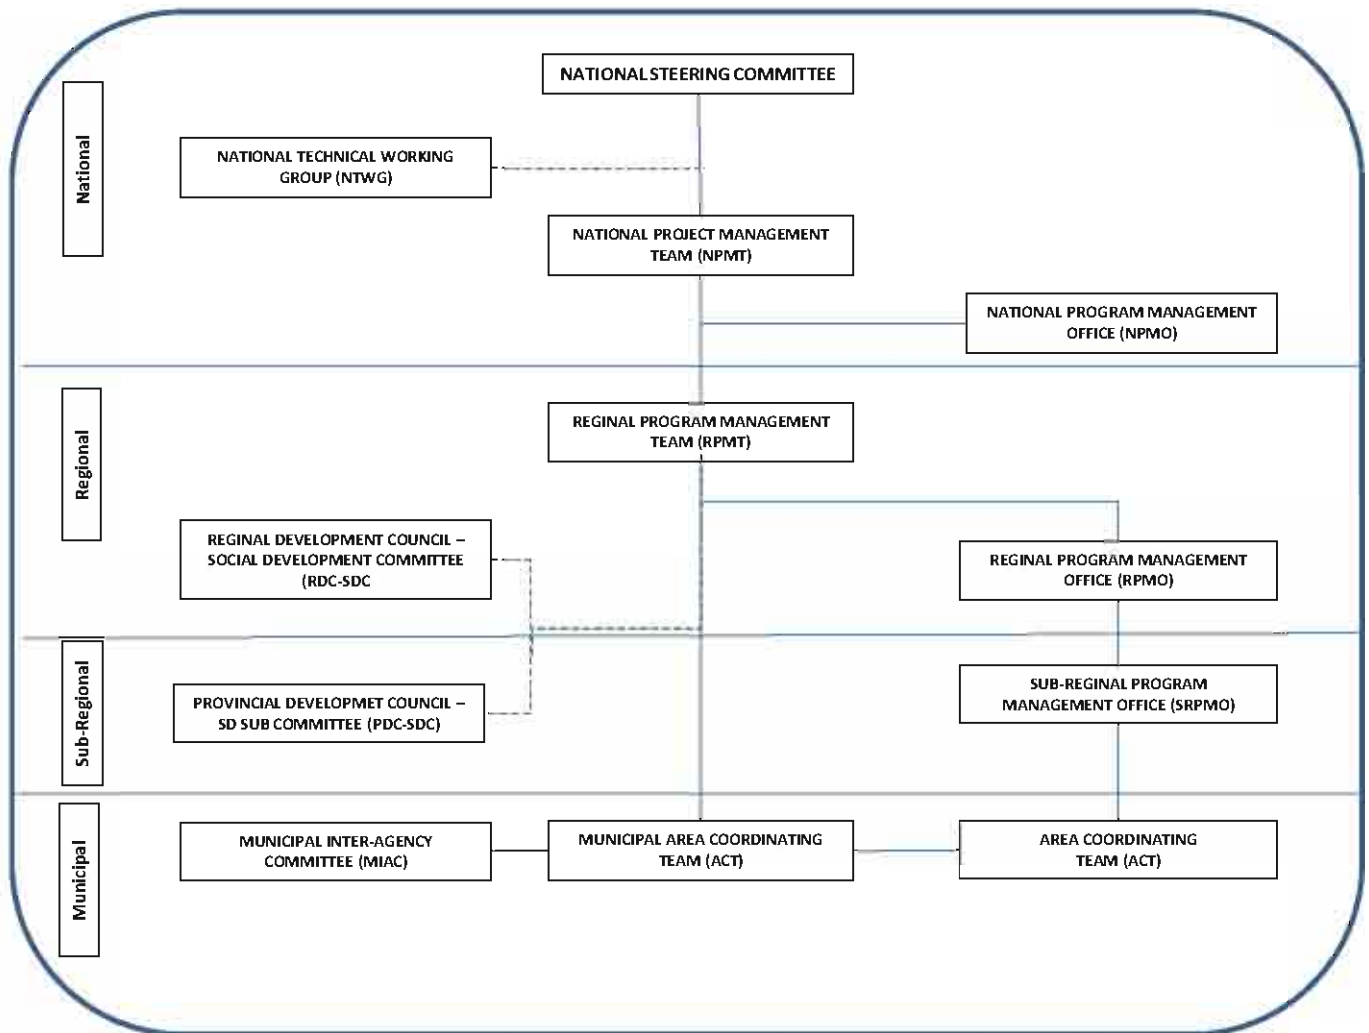 National
NATIONAL STEERING COMMITTEE
NATIONAL TECHNICAL WORKING
GROUP (NTWG)
NATIONAL PROJECT MANAGEMENT
TEAM (NPMT)
NATIONAL PROGRAM MANAGEMENT
OFFICE (NPMO)
Regional
REGINAL PROGRAM MANAGEMENT
TEAM (RPMT)
REGINAL DEVELOPMENT COUNCIL –
SOCIAL DEVELOPMENT COMMITTEE
(RDC-SDC
REGINAL PROGRAM MANAGEMENT
OFFICE (RPMO)
Sub-Regional
PROVINCIAL DEVELOPMET COUNCIL –
SD SUB COMMITTEE (PDC-SDC)
SUB-REGINAL PROGRAM
MANAGEMENT OFFICE (SRPMO)
Municipal
MUNICIPAL INTER-AGENCY
COMMITTEE (MIAC)
MUNICIPAL AREA COORDINATING
TEAM (ACT)
AREA COORDINATING
TEAM (ACT)